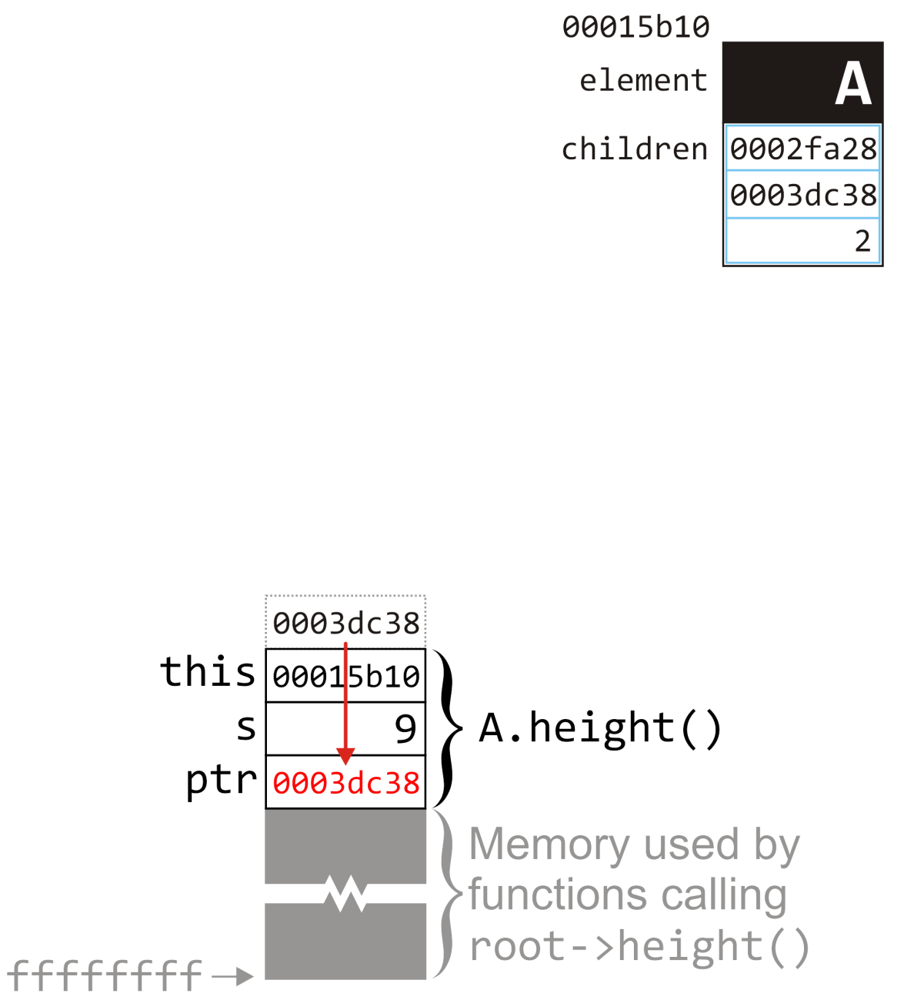 00015b10
element A
children 0002fa28
0003dc38
2
0003dc38
this 00015b10
s 9
A.height()
ptr 0003dc38
Memory used by
functions calling
root->height()
ffffffff